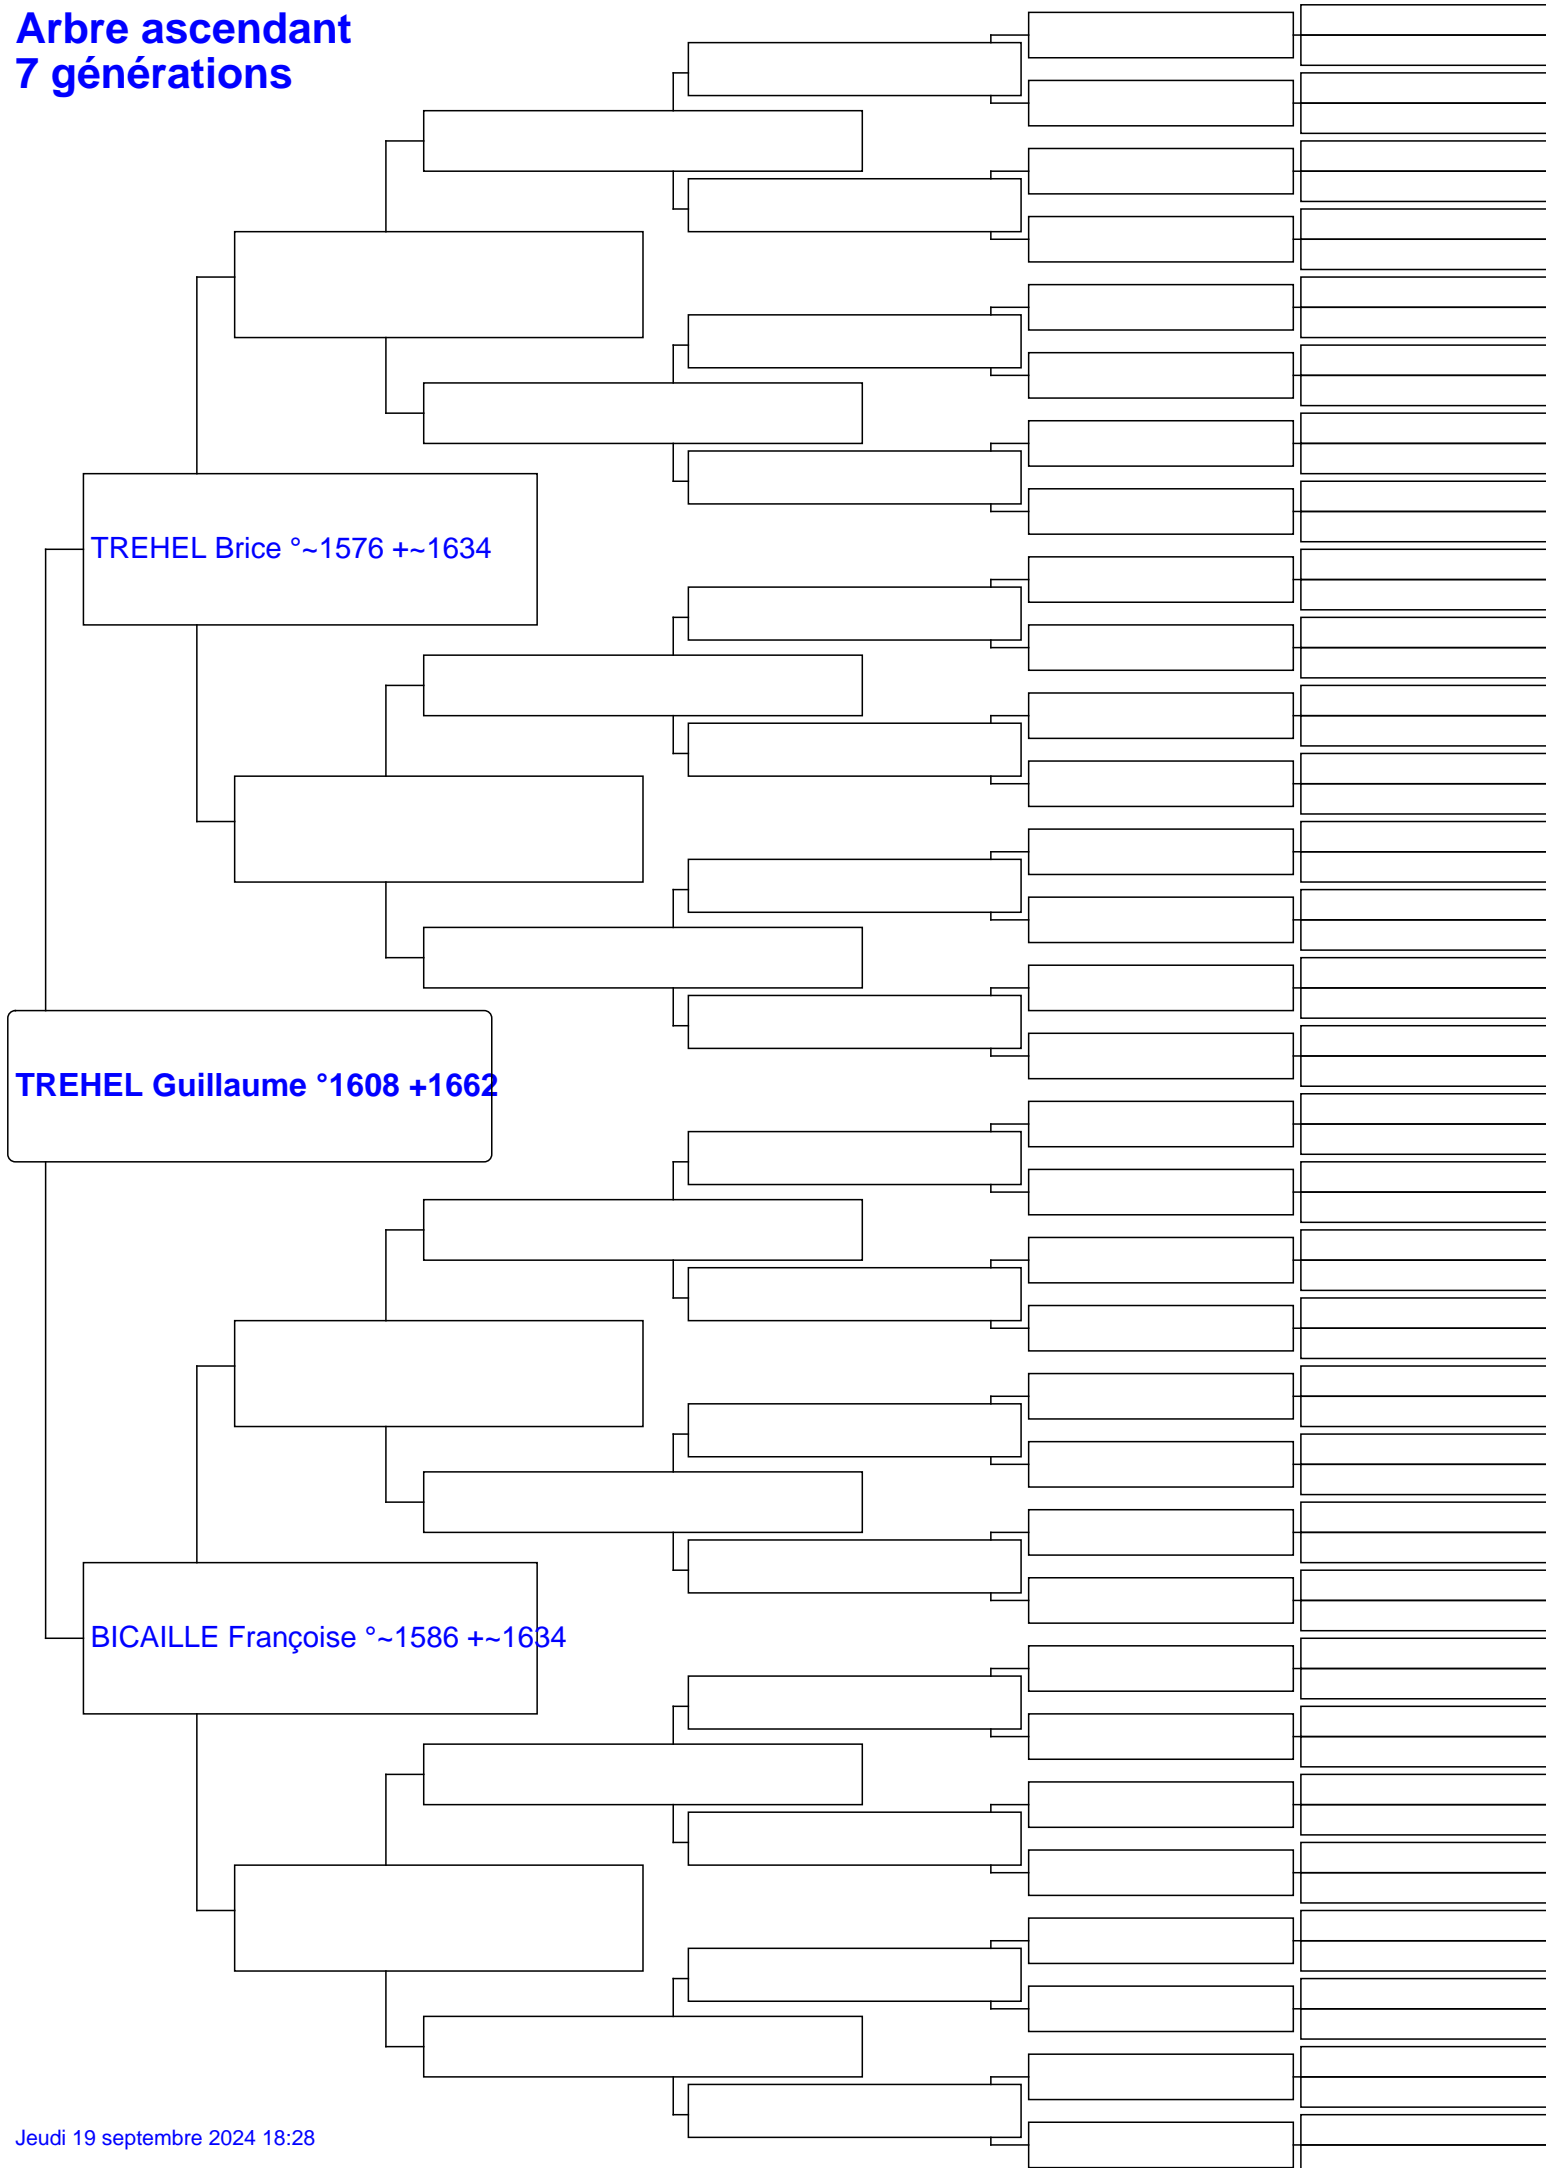 Arbre ascendant
7 générations
TREHEL Brice °~1576 +~1634
TREHEL Guillaume °1608 +1662
BICAILLE Françoise °~1586 +~1634
Jeudi 19 septembre 2024 18:28